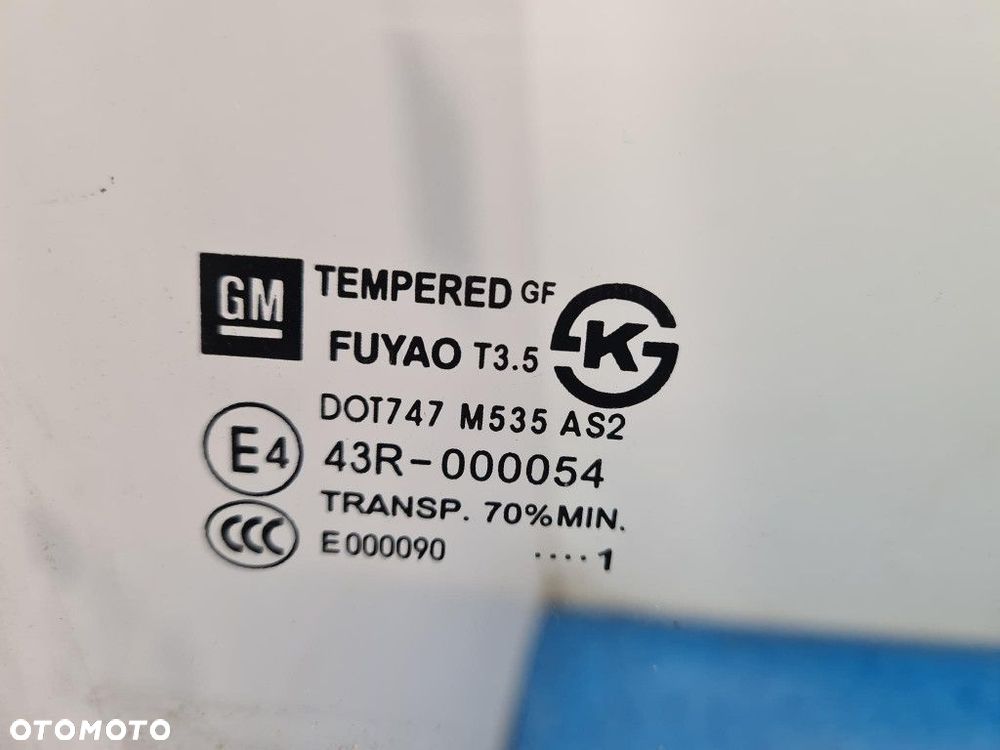 GM
TEMPERED GF
FUYAO T3.5
K
DOT747 M535 AS2
E4
43R-000054
TRANSP. 70%MIN.
CCC
E000090 ····1
OTOMOTO